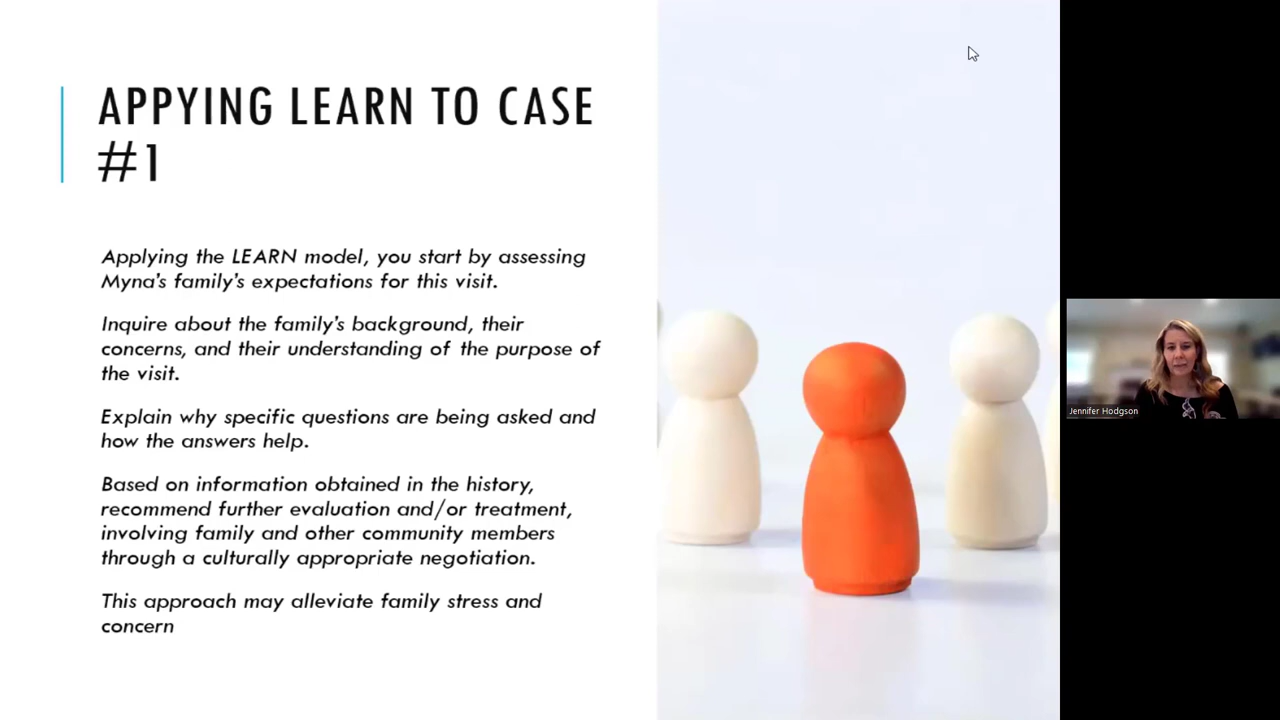 APPYING LEARN TO CASE
#1
Applying the LEARN model, you start by assessing
Myna's family's expectations for this visit.
Inquire about the family's background, their
concerns, and their understanding of the purpose of
the visit.
Explain why specific questions are being asked and
how the answers help.
Based on information obtained in the history,
recommend further evaluation and/or treatment,
involving family and other community members
through a culturally appropriate negotiation.
This approach may alleviate family stress and
concern
Jennifer Hodgson